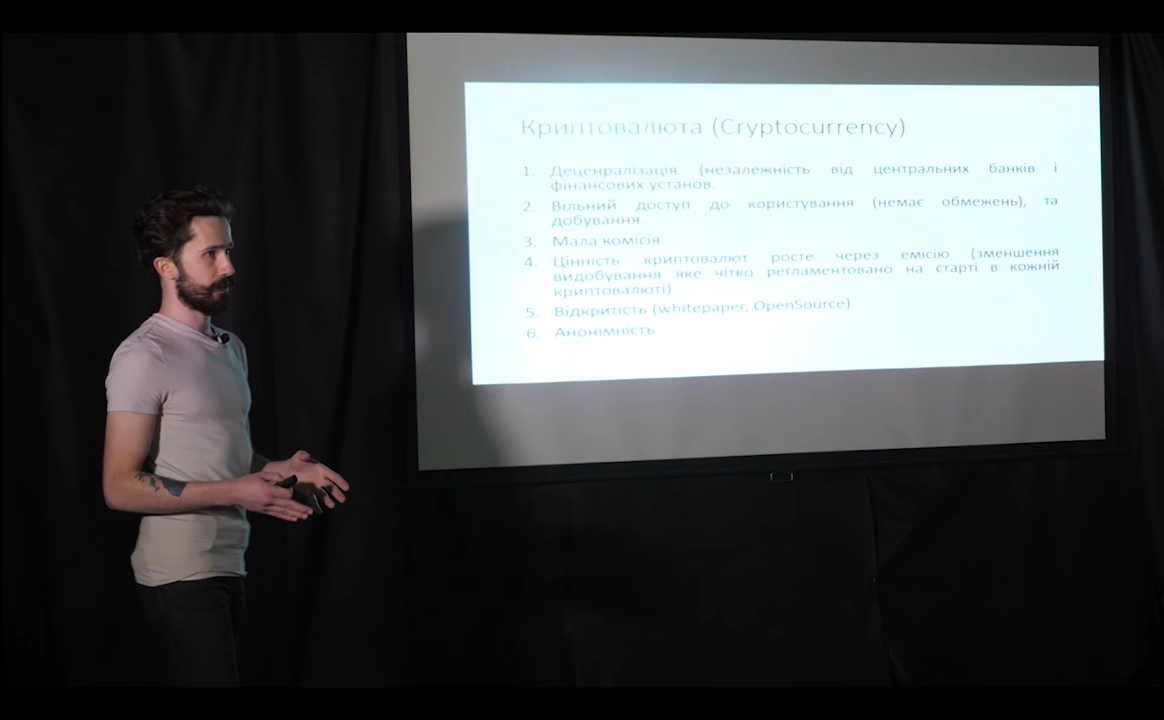 Криптовалюта (Cryptocurrency)
1. Деценралізація (незалежність від центральних банків і
фінансових установ.
2. Вільний доступ до користування (немає обмежень), та
добування.
3. Мала комісія.
4. Цінність криптовалют росте через емісію (зменшення
видобування яке чітко регламентовано на старті в кожній
криптовалюті).
5. Відкритість (whitepaper, OpenSource).
6. Анонімність